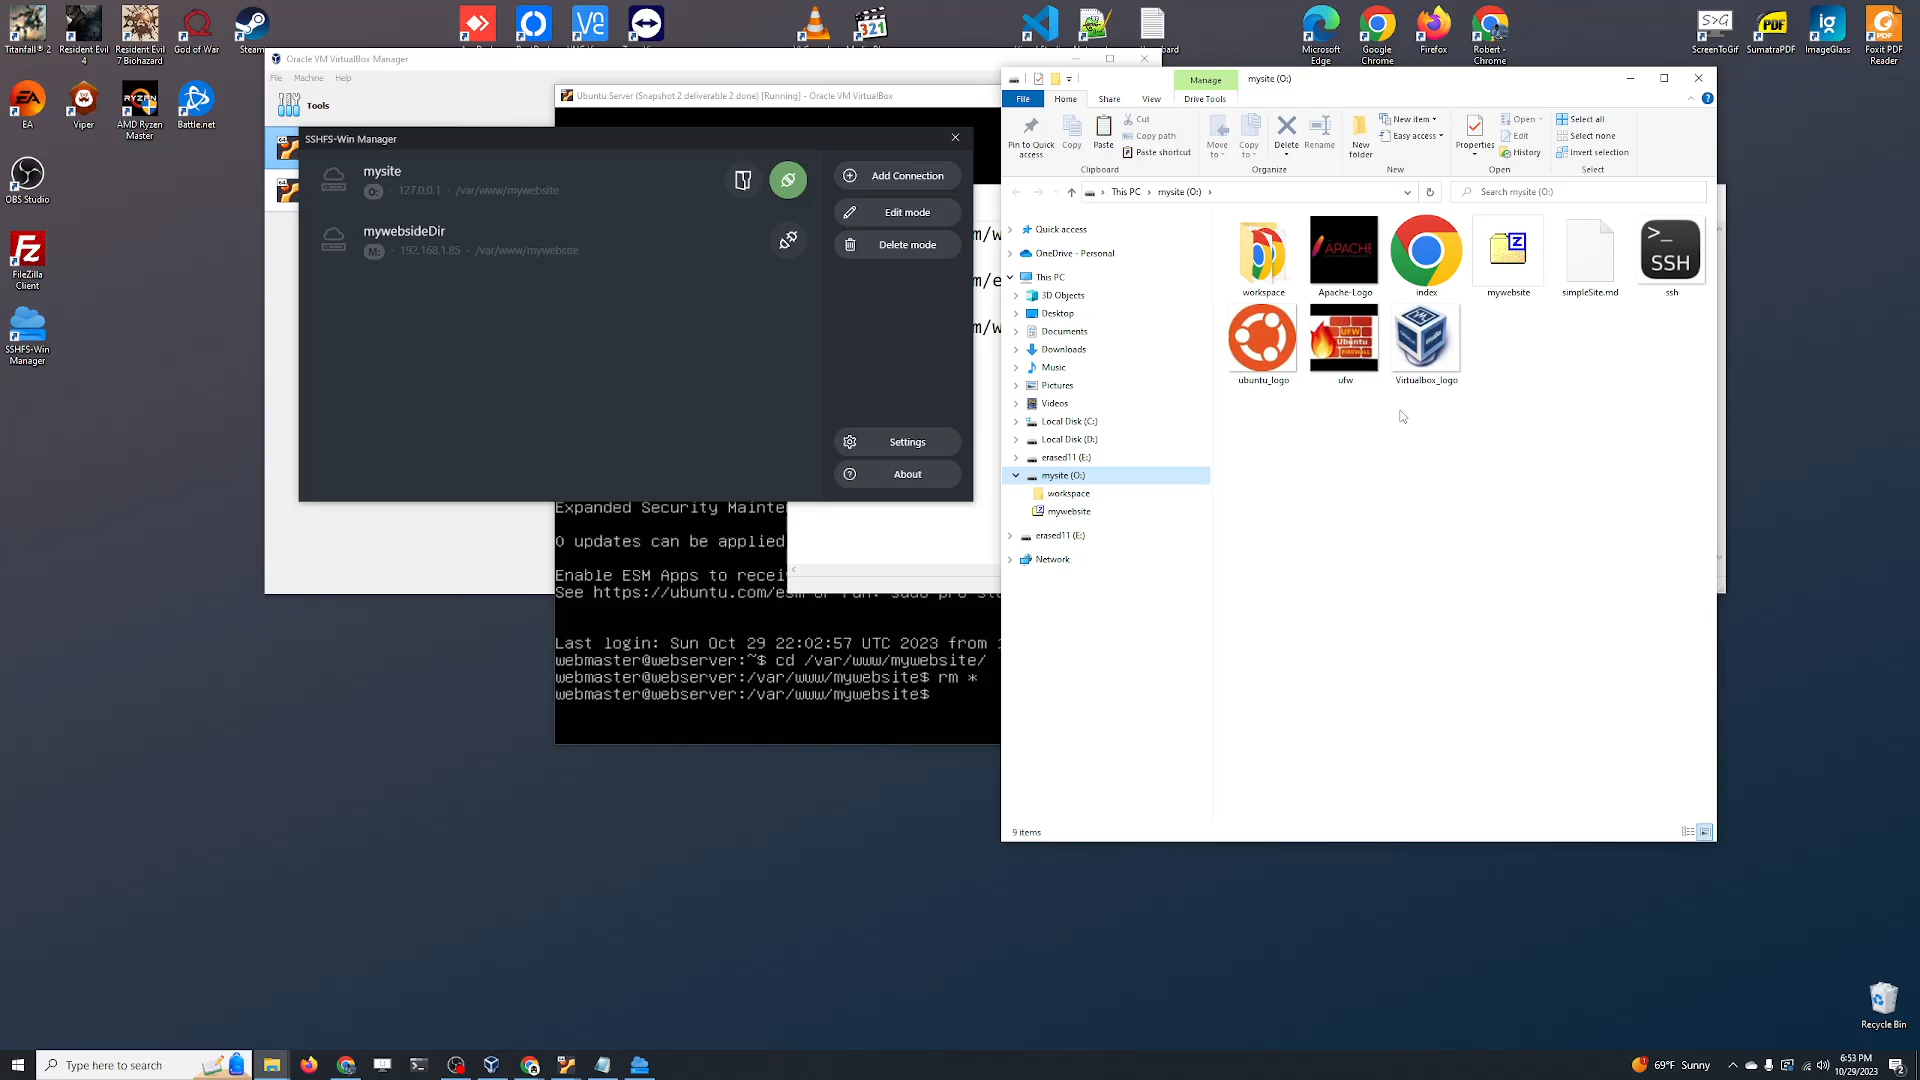 Titanfall® 2
Resident Evil
4
Resident Evil
7 Biohazard
God of War
Steam
Microsoft
Edge
Google
Chrome
Firefox
Robert -
Chrome
ScreenToGif
SumatraPDF
ImageGlass
Foxit PDF
Reader
EA
Viper
AMD Ryzen
Master
Battle.net
OBS Studio
FileZilla
Client
SSHFS-Win
Manager
Recycle Bin
Oracle VM VirtualBox Manager
File Machine Help
Tools
Ubuntu Server (Snapshot 2 deliverable 2 done) [Running] - Oracle VM VirtualBox
SSHFS-Win Manager
mysite
O: · 127.0.0.1 · /var/www/mywebsite
mywebsideDir
M: · 192.168.1.85 · /var/www/mywebsite
Add Connection
Edit mode
Delete mode
Settings
About
m/w
m/e
m/w
Expanded Security Mainte
0 updates can be applied
Enable ESM Apps to recei
See https://ubuntu.com/es
Last login: Sun Oct 29 22:02:57 UTC 2023 from 1
webmaster@webserver:~$ cd /var/www/mywebsite/
webmaster@webserver:/var/www/mywebsite$ rm *
webmaster@webserver:/var/www/mywebsite$
Manage
mysite (O:)
File Home Share View Drive Tools
Pin to Quick
access
Copy
Paste
Cut
Copy path
Paste shortcut
Clipboard
Move
to
Copy
to
Delete
Rename
Organize
New
folder
New item
Easy access
New
Properties
Open
Edit
History
Open
Select all
Select none
Invert selection
Select
This PC › mysite (O:) ›
Search mysite (O:)
Quick access
OneDrive - Personal
This PC
3D Objects
Desktop
Documents
Downloads
Music
Pictures
Videos
Local Disk (C:)
Local Disk (D:)
erased11 (E:)
mysite (O:)
workspace
mywebsite
erased11 (E:)
Network
APACHE
>_
SSH
workspace
Apache-Logo
index
mywebsite
simpleSite.md
ssh
UFW
Ubuntu
FIREWALL
ubuntu_logo
ufw
Virtualbox_logo
9 items
Type here to search
69°F Sunny
6:53 PM
10/29/2023